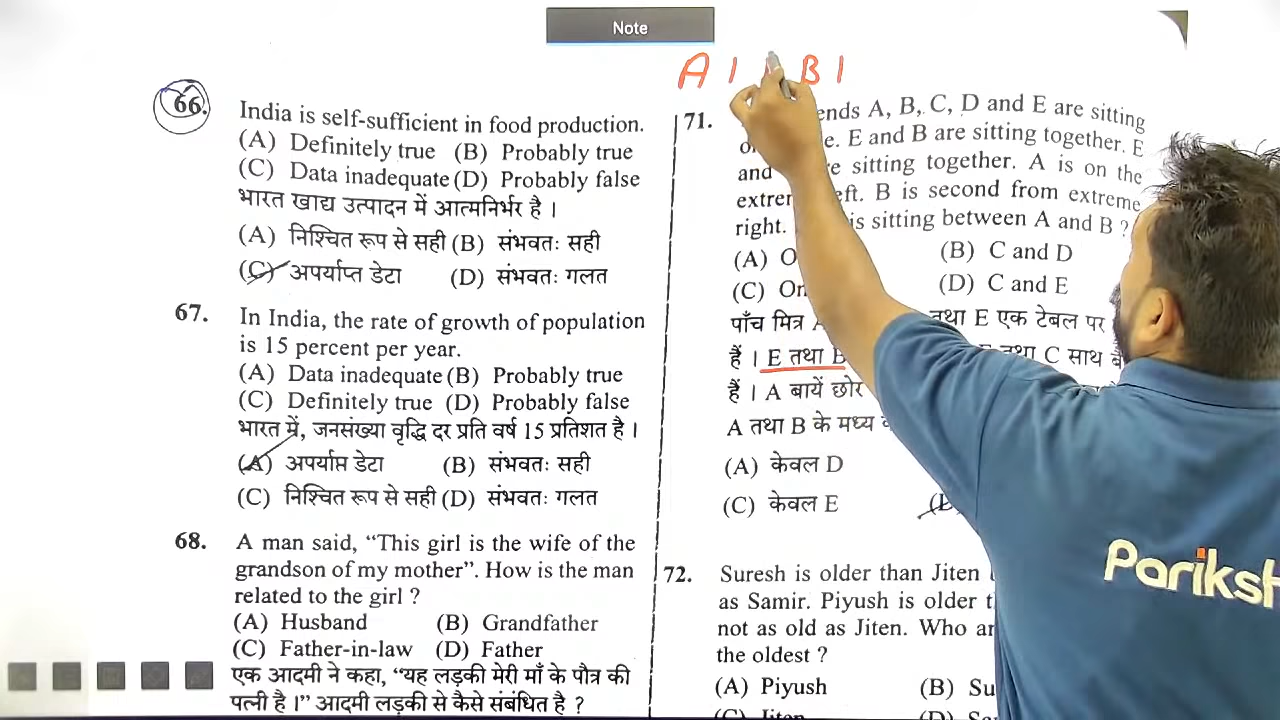 Note
A I I B I
66. India is self-sufficient in food production.
(A) Definitely true (B) Probably true
(C) Data inadequate (D) Probably false
भारत खाद्य उत्पादन में आत्मनिर्भर है ।
(A) निश्चित रूप से सही (B) संभवतः सही
(C) अपर्याप्त डेटा (D) संभवतः गलत
67. In India, the rate of growth of population
is 15 percent per year.
(A) Data inadequate (B) Probably true
(C) Definitely true (D) Probably false
भारत में, जनसंख्या वृद्धि दर प्रति वर्ष 15 प्रतिशत है ।
(A) अपर्याप्त डेटा (B) संभवतः सही
(C) निश्चित रूप से सही (D) संभवतः गलत
68. A man said, “This girl is the wife of the
grandson of my mother”. How is the man
related to the girl ?
(A) Husband (B) Grandfather
(C) Father-in-law (D) Father
एक आदमी ने कहा, “यह लड़की मेरी माँ के पौत्र की
पत्नी है ।” आदमी लड़की से कैसे संबंधित है ?
71. ends A, B, C, D and E are sitting
e. E and B are sitting together. E
and re sitting together. A is on the
extre eft. B is second from extreme
right. is sitting between A and B ?
(A) O (B) C and D
(C) On (D) C and E
पाँच मित्र A तथा E एक टेबल पर
हैं । E तथा B तथा C साथ बै
हैं । A बायें छोर
A तथा B के मध्य
(A) केवल D
(C) केवल E
72. Suresh is older than Jiten
as Samir. Piyush is older t
not as old as Jiten. Who ar
the oldest ?
(A) Piyush (B) Su
(C) Jiten
Pariksh